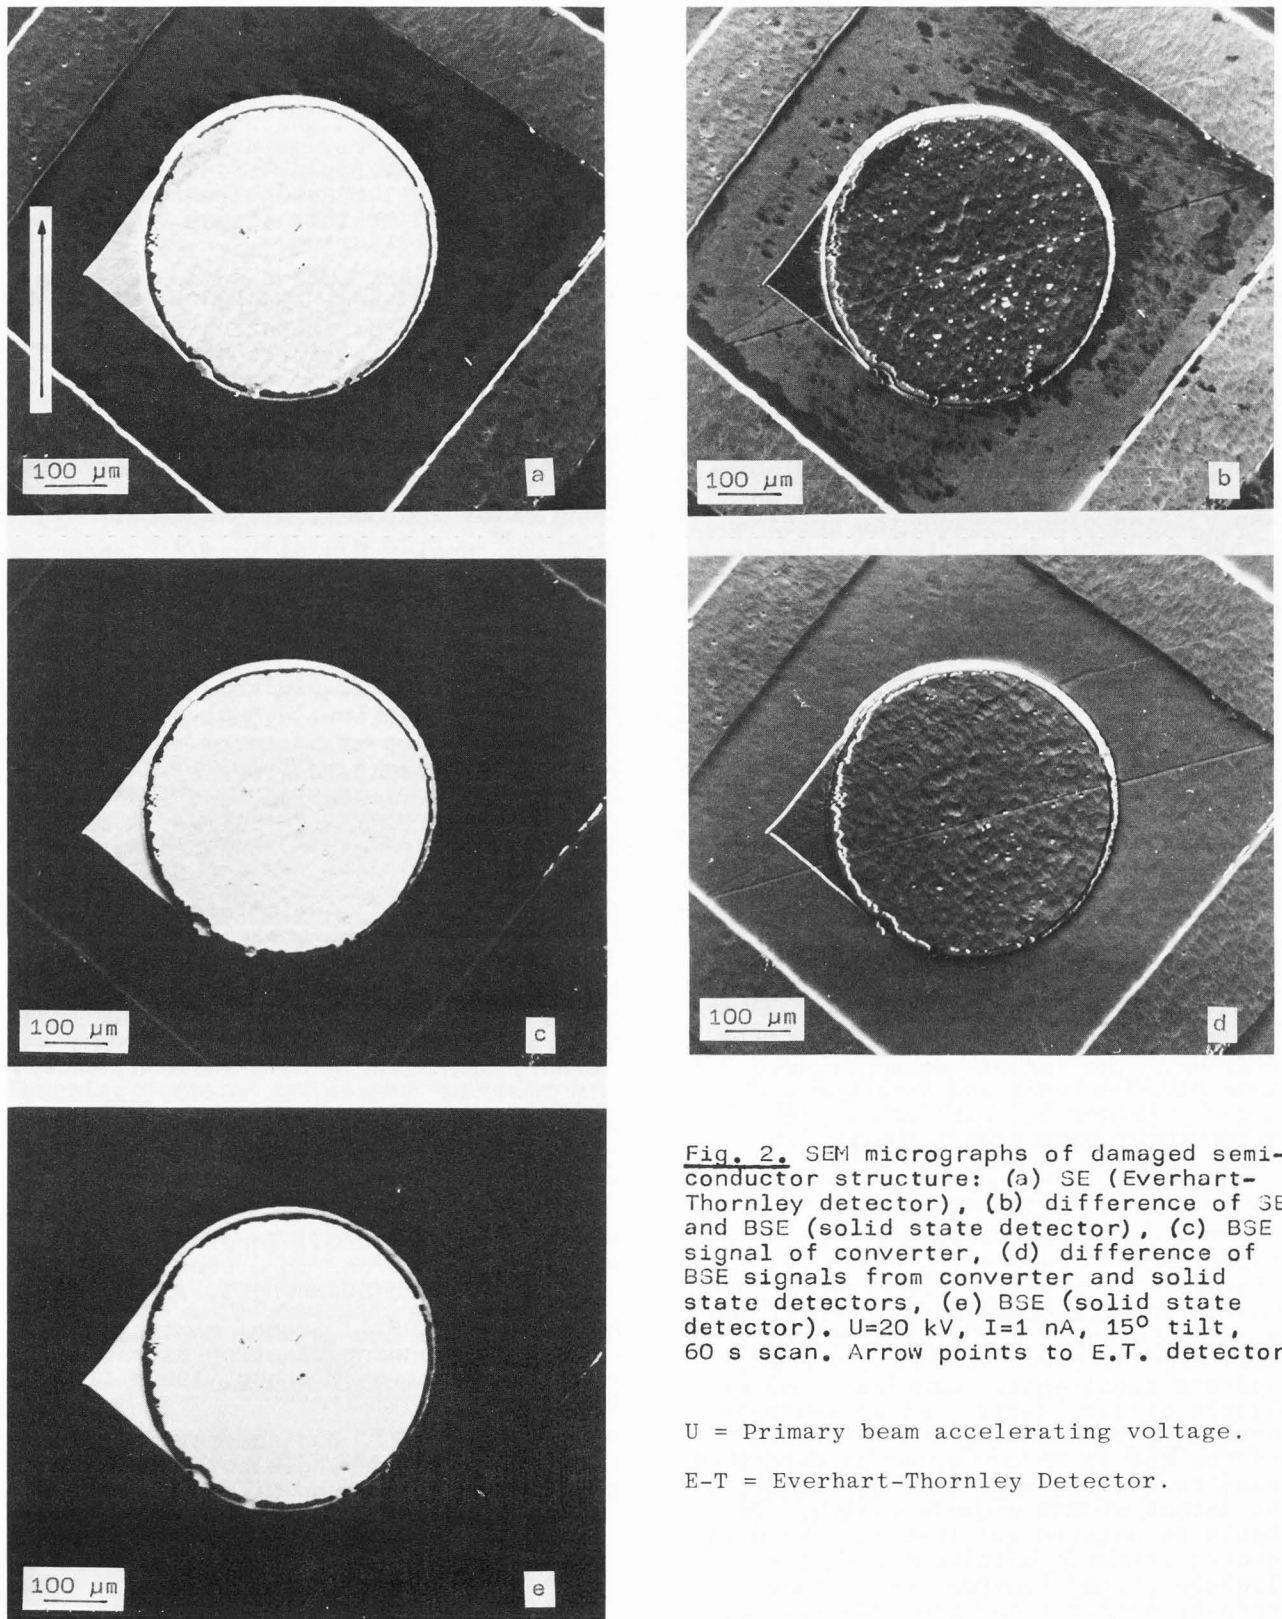 100 µm
a
100 µm
b
100 µm
c
100 µm
d
100 µm
e
Fig. 2. SEM micrographs of damaged semi-
conductor structure: (a) SE (Everhart-
Thornley detector), (b) difference of SE
and BSE (solid state detector), (c) BSE
signal of converter, (d) difference of
BSE signals from converter and solid
state detectors, (e) BSE (solid state
detector). U=20 kV, I=1 nA, 15° tilt,
60 s scan. Arrow points to E.T. detector
U = Primary beam accelerating voltage.
E-T = Everhart-Thornley Detector.